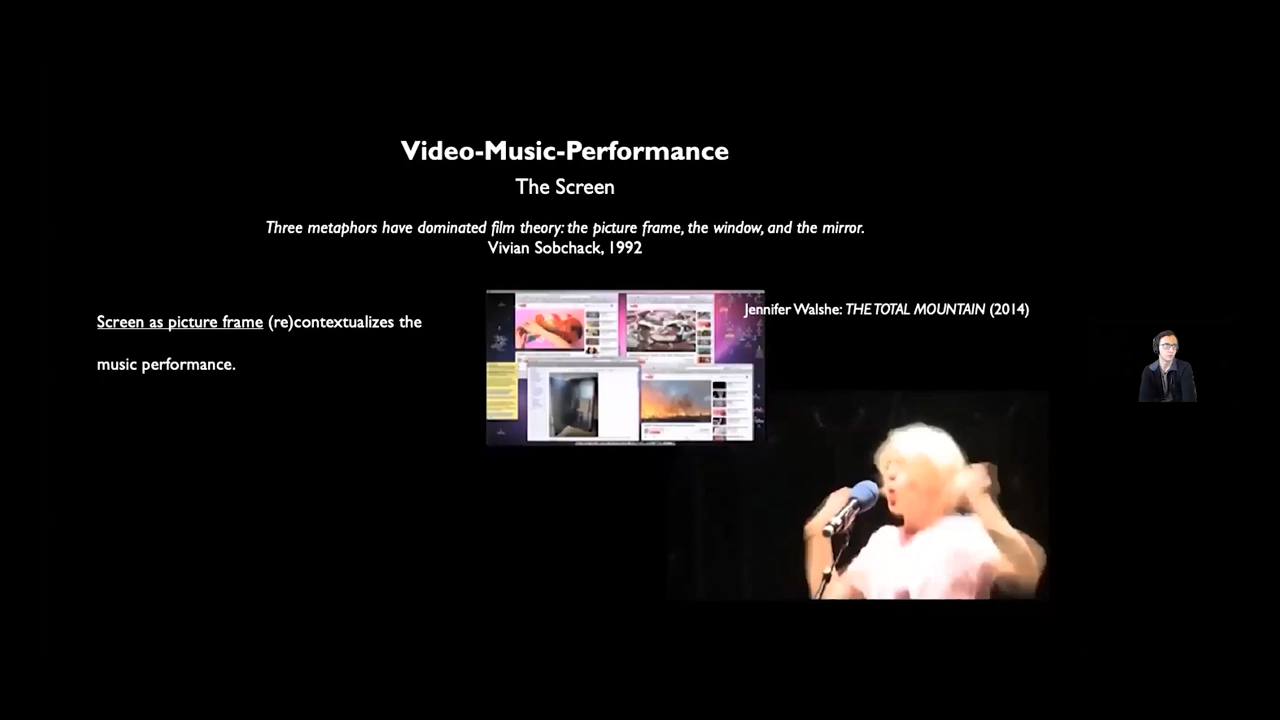 Video-Music-Performance
The Screen
Three metaphors have dominated film theory: the picture frame, the window, and the mirror.
Vivian Sobchack, 1992
Screen as picture frame (re)contextualizes the
music performance.
Jennifer Walshe: THE TOTAL MOUNTAIN (2014)